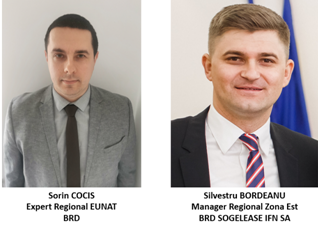 Sorin COCIS
Expert Regional EUNAT
BRD
Silvestru BORDEANU
Manager Regional Zona Est
BRD SOGELEASE IFN SA